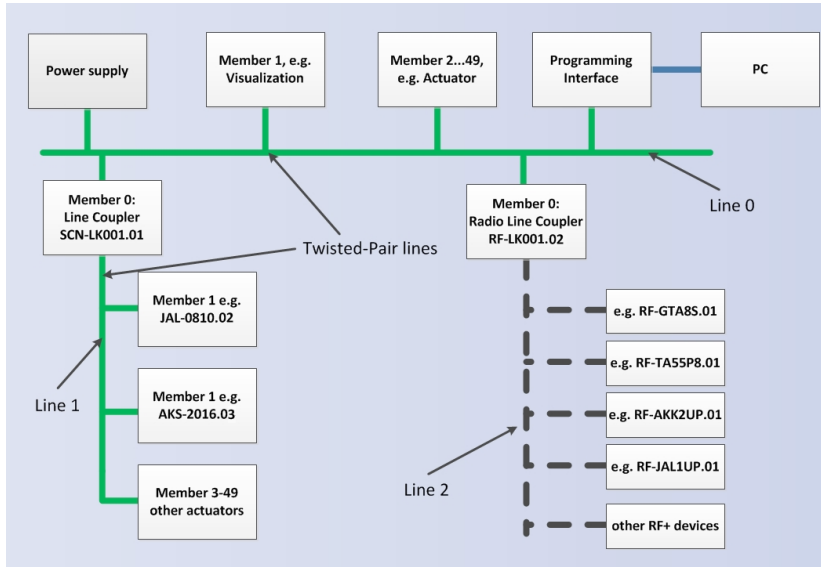 Power supply
Member 1, e.g.
Visualization
Member 2...49,
e.g. Actuator
Programming
Interface
PC
Member 0:
Line Coupler
SCN-LK001.01
Member 0:
Radio Line Coupler
RF-LK001.02
Line 0
Twisted-Pair lines
Member 1 e.g.
JAL-0810.02
Line 1
Member 1 e.g.
AKS-2016.03
Member 3-49
other actuators
e.g. RF-GTA8S.01
e.g. RF-TA55P8.01
e.g. RF-AKK2UP.01
e.g. RF-JAL1UP.01
Line 2
other RF+ devices